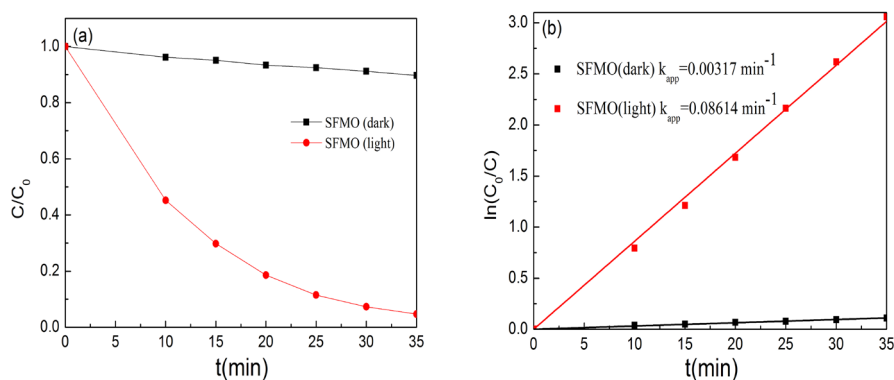 (a)
C/C0
1.0
0.8
0.6
0.4
0.2
0.0
SFMO (dark)
SFMO (light)
0 5 10 15 20 25 30 35
t(min)
(b)
ln(C0/C)
3.0
2.5
2.0
1.5
1.0
0.5
0.0
SFMO(dark) kapp=0.00317 min-1
SFMO(light) kapp=0.08614 min-1
0 5 10 15 20 25 30 35
t(min)